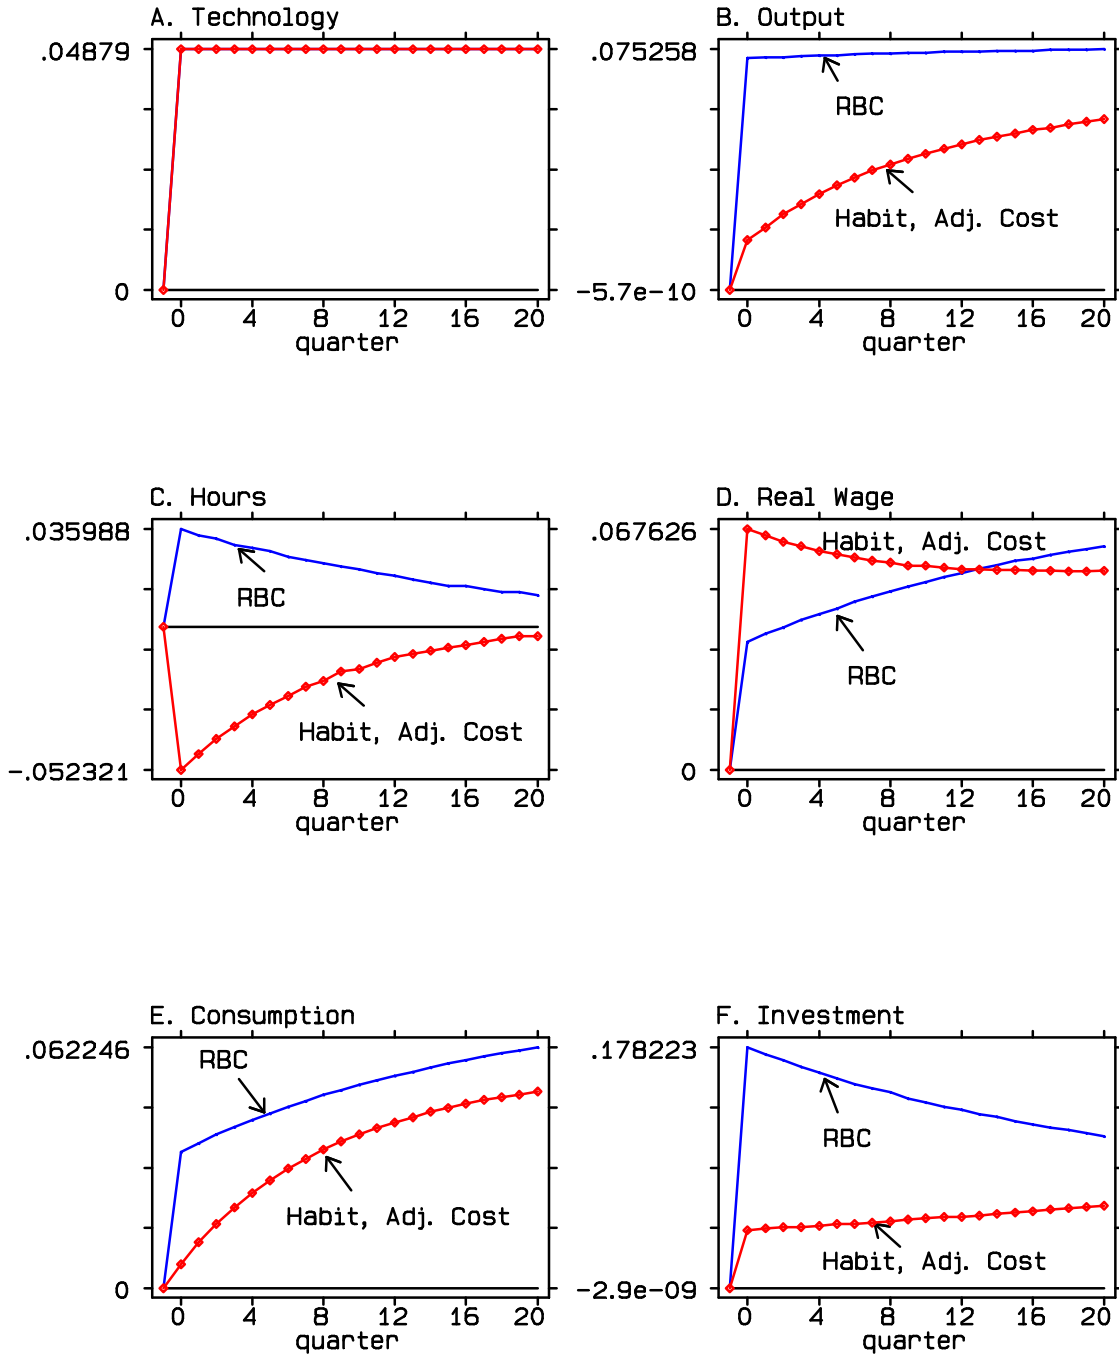 A. Technology
.04879
0
0 4 8 12 16 20
quarter
B. Output
.075258
RBC
Habit, Adj. Cost
-5.7e-10
0 4 8 12 16 20
quarter
C. Hours
.035988
RBC
Habit, Adj. Cost
-.052321
0 4 8 12 16 20
quarter
D. Real Wage
.067626
Habit, Adj. Cost
RBC
0
0 4 8 12 16 20
quarter
E. Consumption
.062246
RBC
Habit, Adj. Cost
0
0 4 8 12 16 20
quarter
F. Investment
.178223
RBC
Habit, Adj. Cost
-2.9e-09
0 4 8 12 16 20
quarter